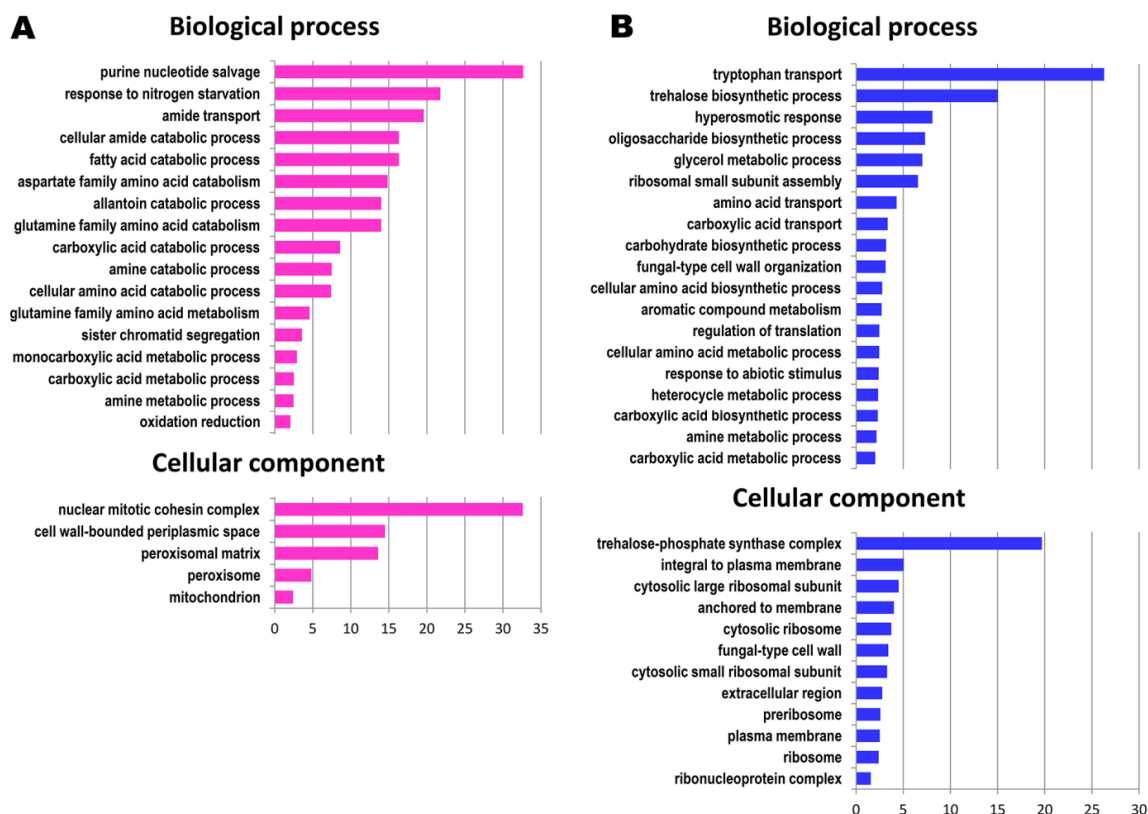 A
Biological process
purine nucleotide salvage
response to nitrogen starvation
amide transport
cellular amide catabolic process
fatty acid catabolic process
aspartate family amino acid catabolism
allantoin catabolic process
glutamine family amino acid catabolism
carboxylic acid catabolic process
amine catabolic process
cellular amino acid catabolic process
glutamine family amino acid metabolism
sister chromatid segregation
monocarboxylic acid metabolic process
carboxylic acid metabolic process
amine metabolic process
oxidation reduction
Cellular component
nuclear mitotic cohesin complex
cell wall-bounded periplasmic space
peroxisomal matrix
peroxisome
mitochondrion
0 5 10 15 20 25 30 35
B
Biological process
tryptophan transport
trehalose biosynthetic process
hyperosmotic response
oligosaccharide biosynthetic process
glycerol metabolic process
ribosomal small subunit assembly
amino acid transport
carboxylic acid transport
carbohydrate biosynthetic process
fungal-type cell wall organization
cellular amino acid biosynthetic process
aromatic compound metabolism
regulation of translation
cellular amino acid metabolic process
response to abiotic stimulus
heterocycle metabolic process
carboxylic acid biosynthetic process
amine metabolic process
carboxylic acid metabolic process
Cellular component
trehalose-phosphate synthase complex
integral to plasma membrane
cytosolic large ribosomal subunit
anchored to membrane
cytosolic ribosome
fungal-type cell wall
cytosolic small ribosomal subunit
extracellular region
preribosome
plasma membrane
ribosome
ribonucleoprotein complex
0 5 10 15 20 25 30